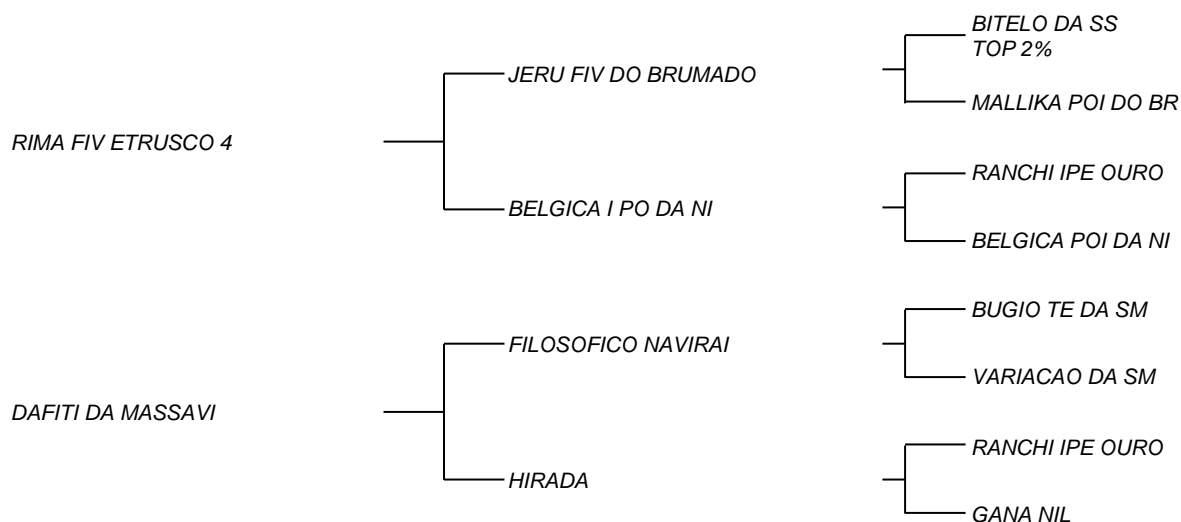 BITELO DA SS
TOP 2%
JERU FIV DO BRUMADO
MALLIKA POI DO BR
RIMA FIV ETRUSCO 4
RANCHI IPE OURO
BELGICA I PO DA NI
BELGICA POI DA NI
BUGIO TE DA SM
FILOSOFICO NAVIRAI
VARIACAO DA SM
DAFITI DA MASSAVI
RANCHI IPE OURO
HIRADA
GANA NIL